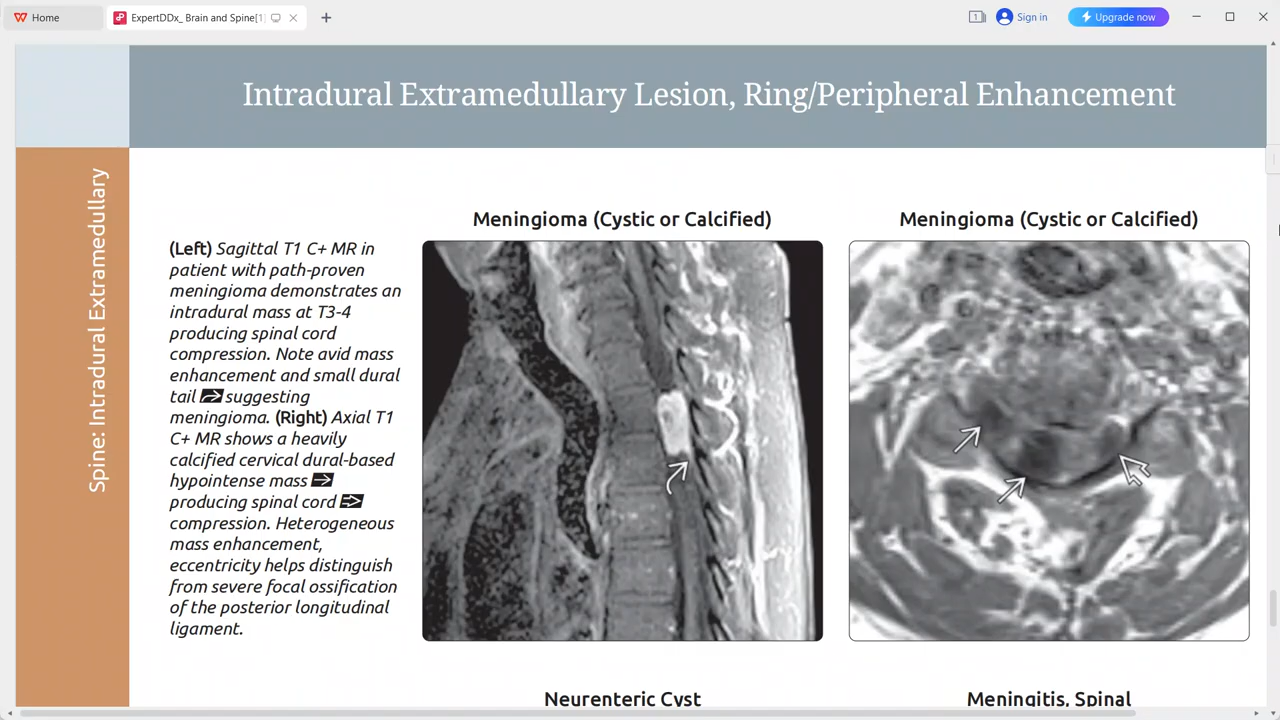 Home
ExpertDDx_ Brain and Spine[1]
1
Sign in
Upgrade now
Intradural Extramedullary Lesion, Ring/Peripheral Enhancement
Spine: Intradural Extramedullary
Meningioma (Cystic or Calcified)
Meningioma (Cystic or Calcified)
(Left) Sagittal T1 C+ MR in
patient with path-proven
meningioma demonstrates an
intradural mass at T3-4
producing spinal cord
compression. Note avid mass
enhancement and small dural
tail suggesting
meningioma. (Right) Axial T1
C+ MR shows a heavily
calcified cervical dural-based
hypointense mass
producing spinal cord
compression. Heterogeneous
mass enhancement,
eccentricity helps distinguish
from severe focal ossification
of the posterior longitudinal
ligament.
Neurenteric Cyst
Meningitis, Spinal